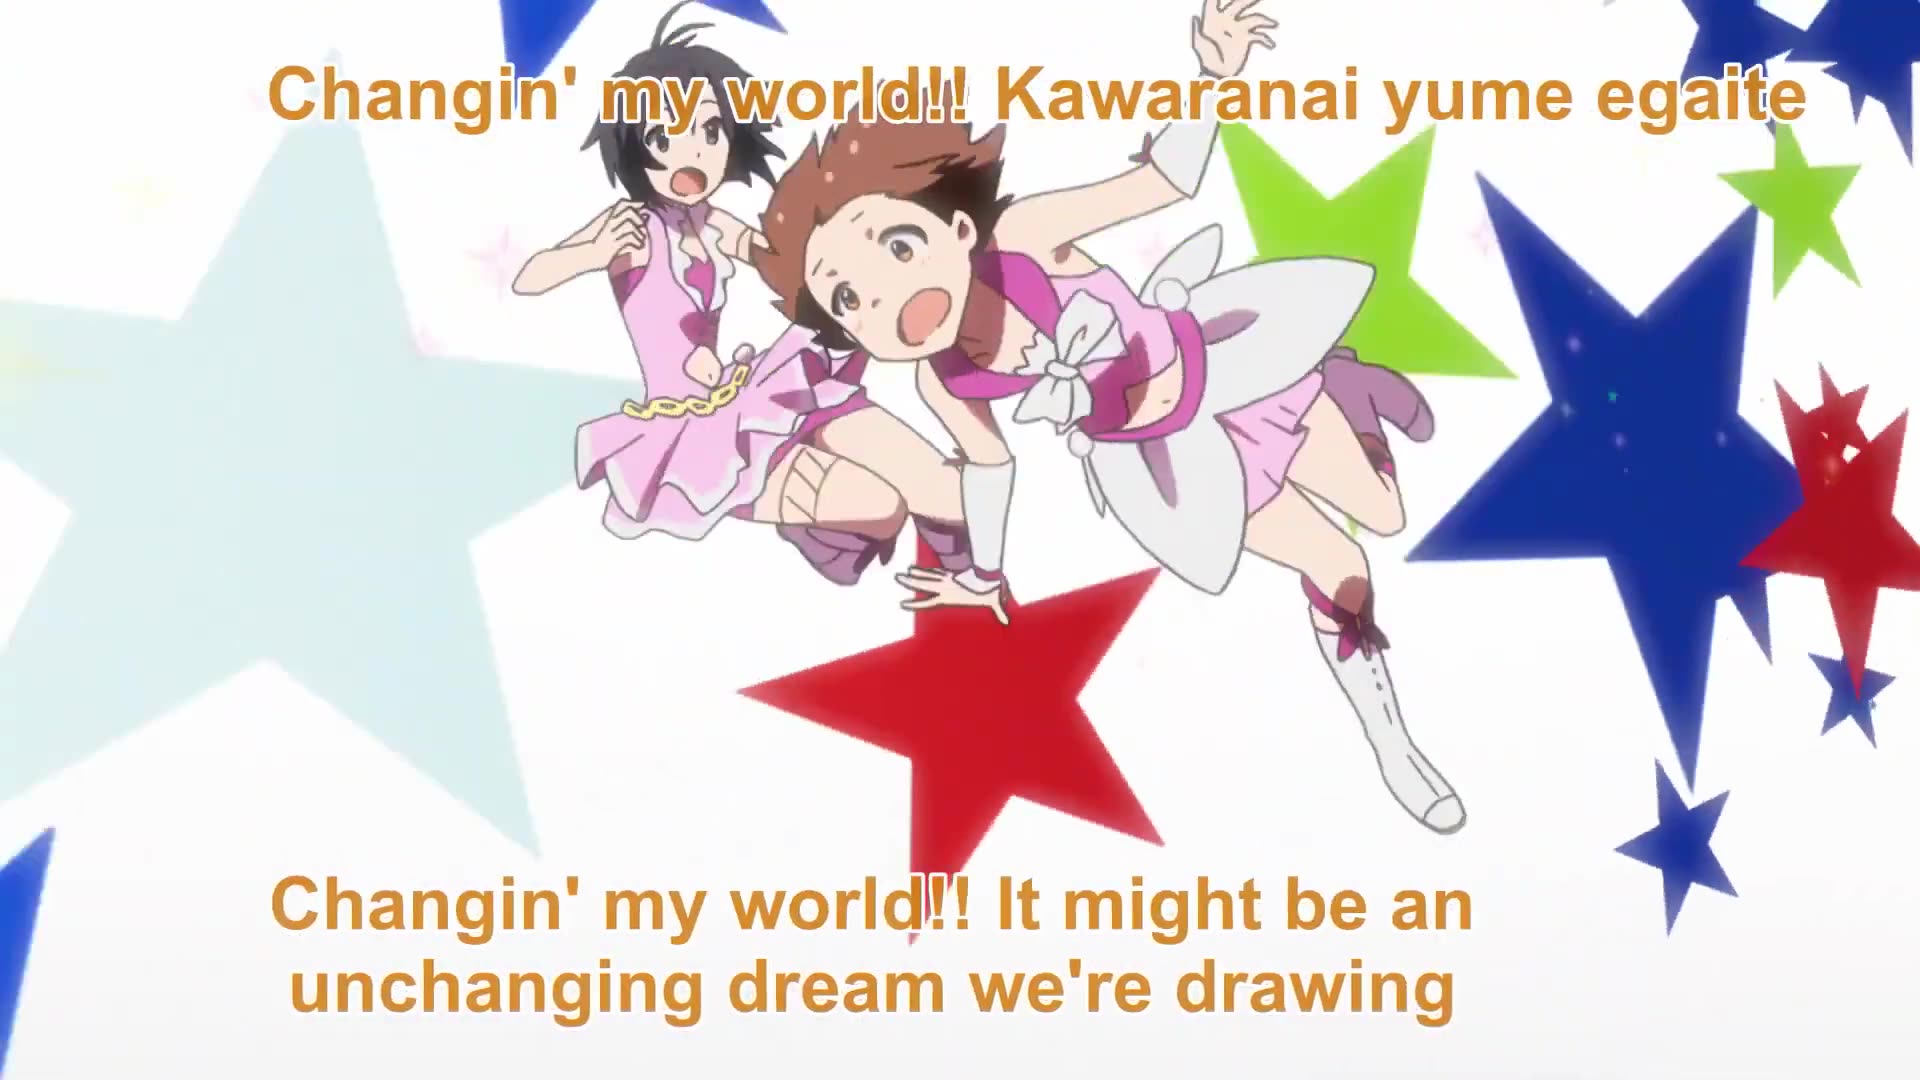 Changin' my world!! Kawaranai yume egaite
Changin' my world!! It might be an
unchanging dream we're drawing